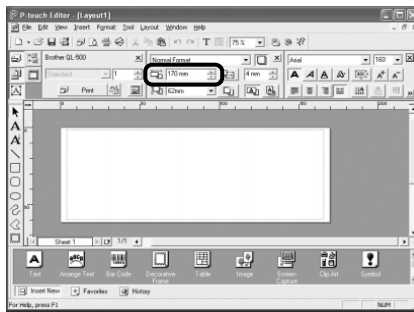 P-touch Editor - [Layout1]
File Edit View Insert Format Tool Layout Window Help
75 %
Brother QL-500 Normal Format Arial 160
Standard 1 170 mm 4 mm
Print 62mm
Sheet 1 1/1
Text Arrange Text Bar Code Decorative Frame Table Image Screen Capture Clip Art Symbol
Insert New Favorites History
For Help, press F1 NUM